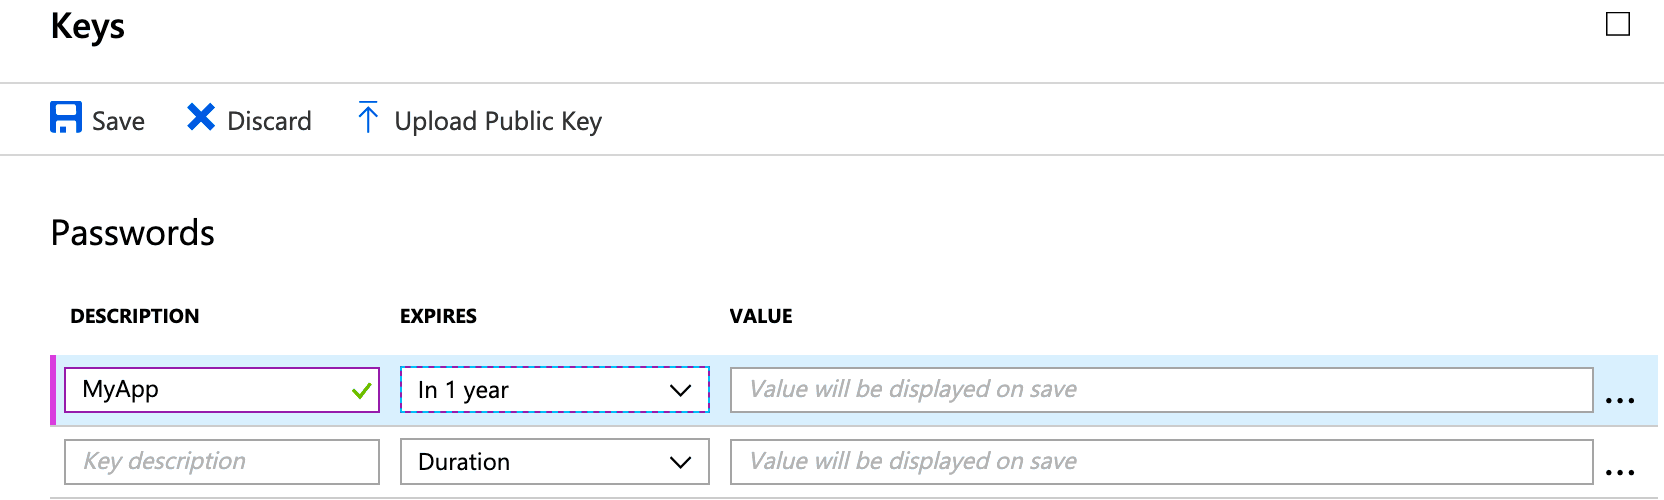 Keys
Save Discard Upload Public Key
Passwords
DESCRIPTION EXPIRES VALUE
MyApp In 1 year Value will be displayed on save ...
Key description Duration Value will be displayed on save ...